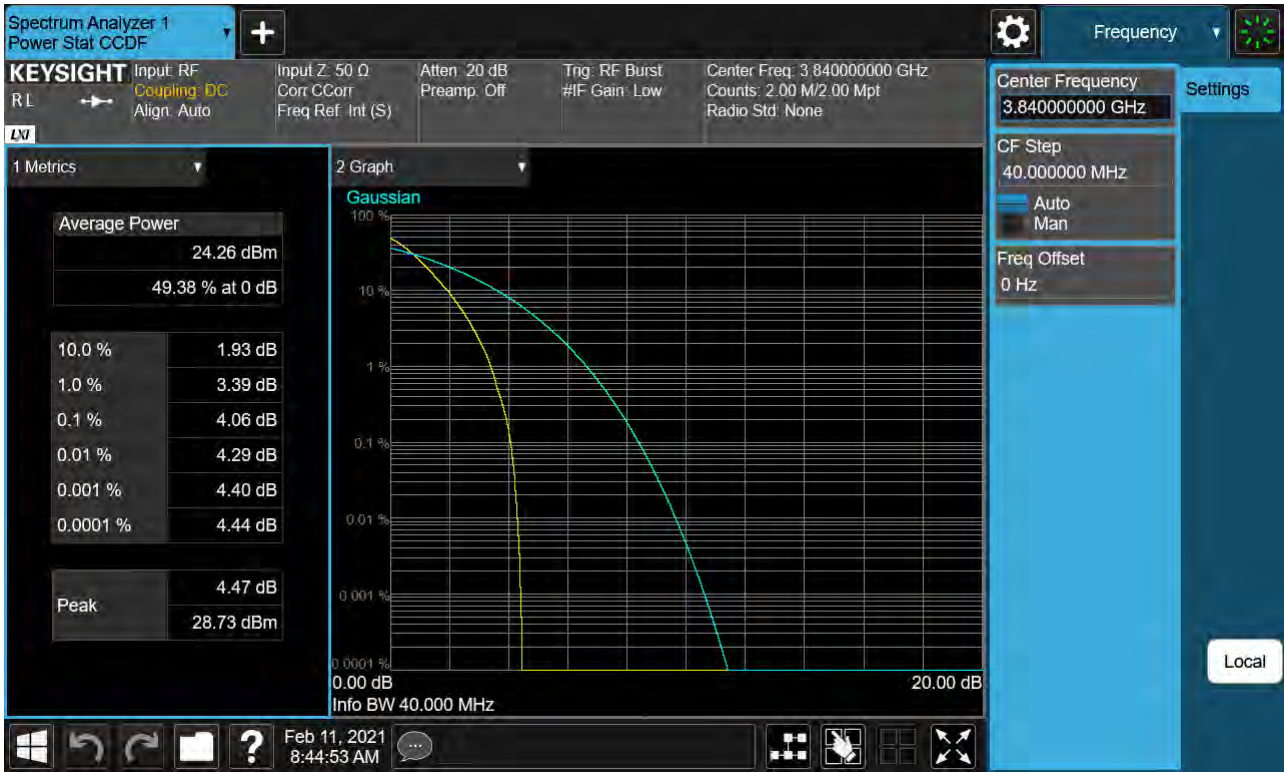 Spectrum Analyzer 1
Power Stat CCDF
+
Frequency
KEYSIGHT
R L
LXI
Input: RF
Coupling: DC
Align: Auto
Input Z: 50 Ω
Corr CCorr
Freq Ref: Int (S)
Atten: 20 dB
Preamp: Off
Trig: RF Burst
#IF Gain: Low
Center Freq: 3.840000000 GHz
Counts: 2.00 M/2.00 Mpt
Radio Std: None
Center Frequency
3.840000000 GHz
Settings
CF Step
40.000000 MHz
Auto
Man
Freq Offset
0 Hz
1 Metrics
Average Power
24.26 dBm
49.38 % at 0 dB
10.0 % 1.93 dB
1.0 % 3.39 dB
0.1 % 4.06 dB
0.01 % 4.29 dB
0.001 % 4.40 dB
0.0001 % 4.44 dB
Peak
4.47 dB
28.73 dBm
2 Graph
Gaussian
100 %
10 %
1 %
0.1 %
0.01 %
0.001 %
0.0001 %
0.00 dB 20.00 dB
Info BW 40.000 MHz
Local
?
Feb 11, 2021
8:44:53 AM